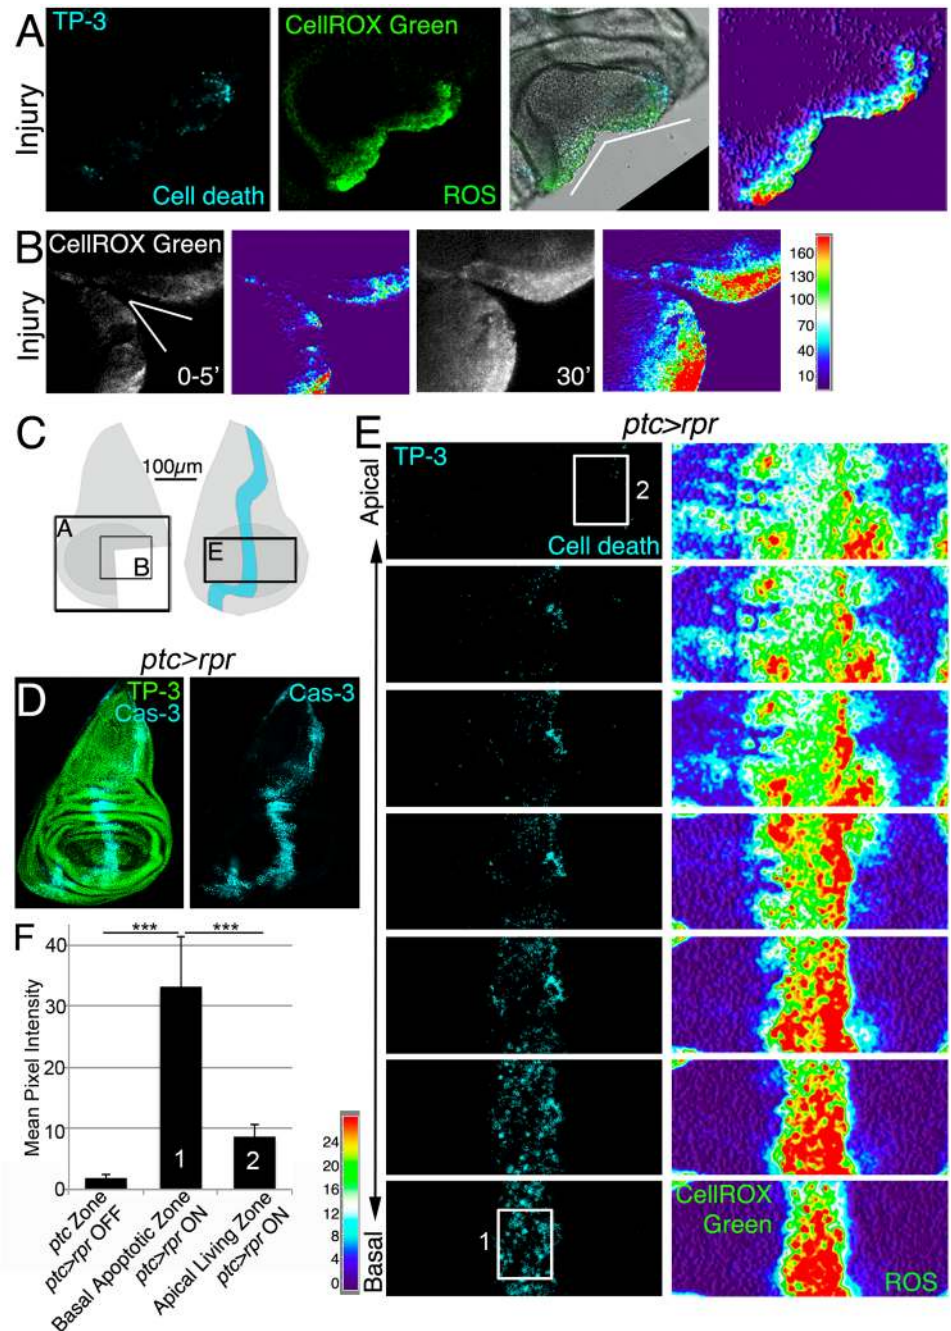 A
Injury
TP-3
Cell death
CellROX Green
ROS
B
Injury
CellROX Green
0-5’
30’
160
130
100
70
40
10
C
100µm
A
B
E
ptc>rpr
D
TP-3
Cas-3
Cas-3
E
ptc>rpr
Apical
Basal
TP-3
2
Cell death
1
CellROX
Green
ROS
F
Mean Pixel Intensity
40
30
20
10
0
***
***
1
2
ptc Zone
ptc>rpr OFF
Basal Apoptotic Zone
ptc>rpr ON
Apical Living Zone
ptc>rpr ON
24
20
16
12
8
4
0